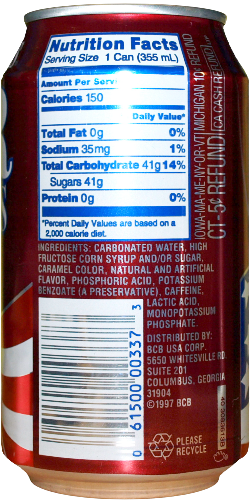 Nutrition Facts
Serving Size 1 Can (355 mL)
Amount Per Serving
Calories 150
Daily Value*
Total Fat 0g 0%
Sodium 35mg 1%
Total Carbohydrate 41g 14%
Sugars 41g
Protein 0g 0%
*Percent Daily Values are based on a
2,000 calorie diet.
INGREDIENTS: CARBONATED WATER, HIGH
FRUCTOSE CORN SYRUP AND/OR SUGAR,
CARAMEL COLOR, NATURAL AND ARTIFICIAL
FLAVOR, PHOSPHORIC ACID, POTASSIUM
BENZOATE (A PRESERVATIVE), CAFFEINE,
LACTIC ACID,
MONOPOTASSIUM
PHOSPHATE.
DISTRIBUTED BY:
BCB USA CORP.
5650 WHITESVILLE RD.
SUITE 201
COLUMBUS, GEORGIA
31904
©1997 BCB
PLEASE
RECYCLE
0 61500 00337 3
IOWA-MA-ME-NY-OR-VT MICHIGAN 10¢ REFUND
CT-5¢ REFUND CA CASH REFUND